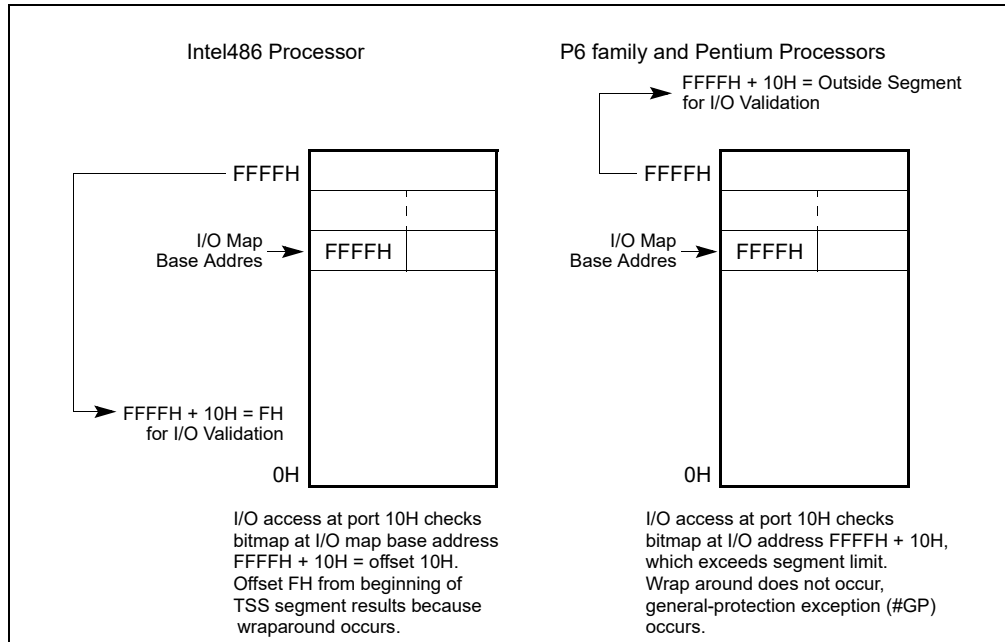 Intel486 Processor
P6 family and Pentium Processors
FFFFH + 10H = Outside Segment
for I/O Validation
FFFFH
I/O Map
Base Addres
FFFFH
FFFFH + 10H = FH
for I/O Validation
0H
I/O access at port 10H checks
bitmap at I/O map base address
FFFFH + 10H = offset 10H.
Offset FH from beginning of
TSS segment results because
wraparound occurs.
FFFFH
I/O Map
Base Addres
FFFFH
0H
I/O access at port 10H checks
bitmap at I/O address FFFFH + 10H,
which exceeds segment limit.
Wrap around does not occur,
general-protection exception (#GP)
occurs.